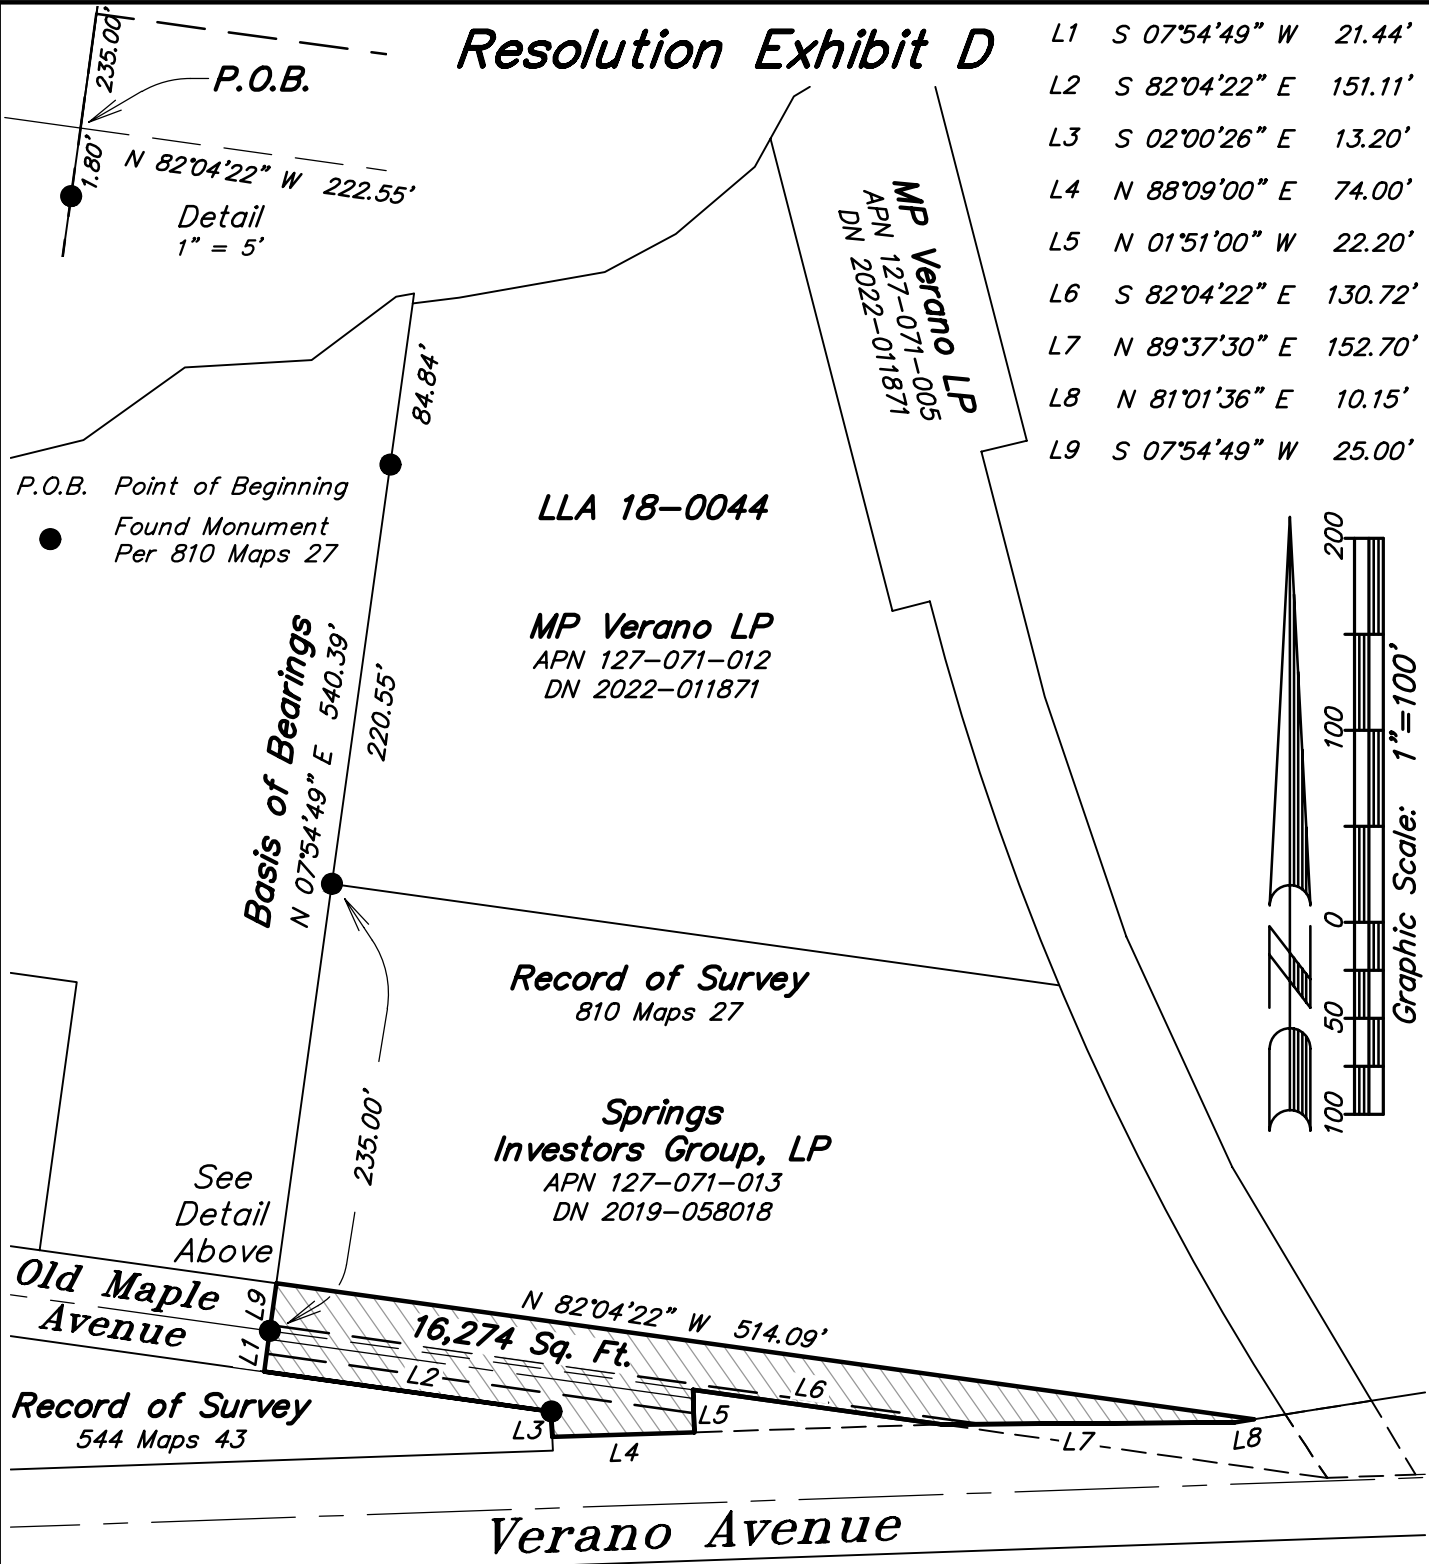 Resolution Exhibit D
235.00'
P.O.B.
1.80'
N 82°04'22" W 222.55'
Detail
1" = 5'
L1 S 07°54'49" W 21.44'
L2 S 82°04'22" E 151.11'
L3 S 02°00'26" E 13.20'
L4 N 88°09'00" E 74.00'
L5 N 01°51'00" W 22.20'
L6 S 82°04'22" E 130.72'
L7 N 89°37'30" E 152.70'
L8 N 81°01'36" E 10.15'
L9 S 07°54'49" W 25.00'
MP Verano LP
APN 127-071-005
DN 2022-011871
84.84'
P.O.B. Point of Beginning
Found Monument
Per 810 Maps 27
LLA 18-0044
MP Verano LP
APN 127-071-012
DN 2022-011871
Basis of Bearings
N 07°54'49" E 540.39'
220.55'
200
100
0
50
100
Graphic Scale: 1"=100'
Record of Survey
810 Maps 27
235.00'
Springs
Investors Group, LP
APN 127-071-013
DN 2019-058018
See
Detail
Above
Old Maple
Avenue
L9
L1
N 82°04'22" W 514.09'
16,274 Sq. Ft.
L2
L6
L5
L3
L4
L7
L8
Record of Survey
544 Maps 43
Verano Avenue